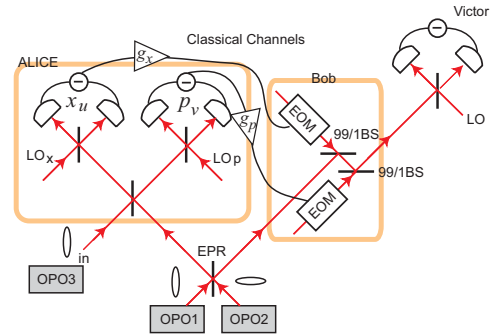 Victor
Classical Channels
g_x
ALICE
Bob
x_u
p_v
g_p
EOM
LO
99/1BS
LO_x
LO_p
99/1BS
EOM
in
EPR
OPO3
OPO1
OPO2